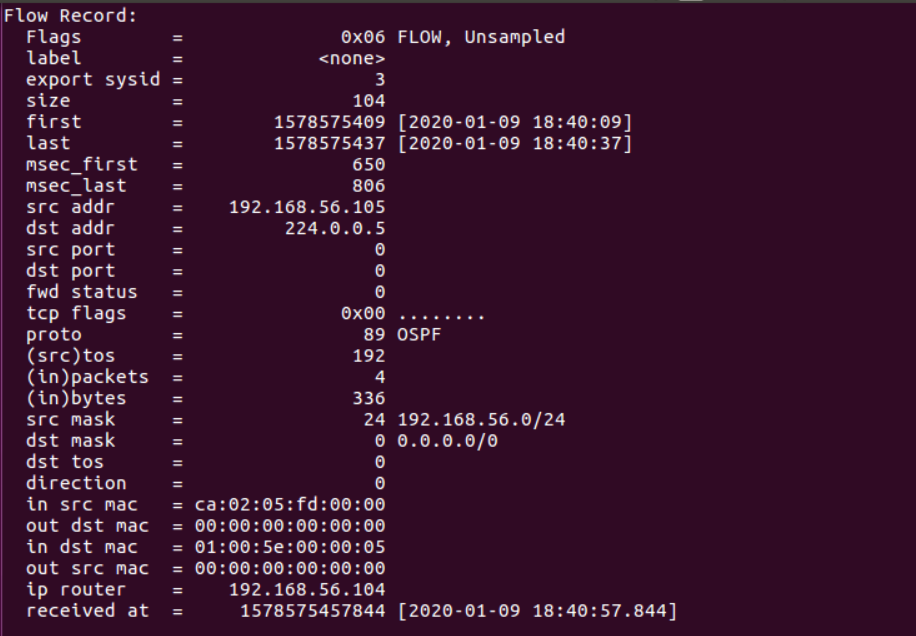 Flow Record:
  Flags        =              0x06 FLOW, Unsampled
  label        =            <none>
  export sysid =                 3
  size         =               104
  first        =        1578575409 [2020-01-09 18:40:09]
  last         =        1578575437 [2020-01-09 18:40:37]
  msec_first   =               650
  msec_last    =               806
  src addr     =    192.168.56.105
  dst addr     =         224.0.0.5
  src port     =                 0
  dst port     =                 0
  fwd status   =                 0
  tcp flags    =              0x00 ........
  proto        =                89 OSPF
  (src)tos     =               192
  (in)packets  =                 4
  (in)bytes    =               336
  src mask     =                24 192.168.56.0/24
  dst mask     =                 0 0.0.0.0/0
  dst tos      =                 0
  direction    =                 0
  in src mac   = ca:02:05:fd:00:00
  out dst mac  = 00:00:00:00:00:00
  in dst mac   = 01:00:5e:00:00:05
  out src mac  = 00:00:00:00:00:00
  ip router    =    192.168.56.104
  received at  =     1578575457844 [2020-01-09 18:40:57.844]